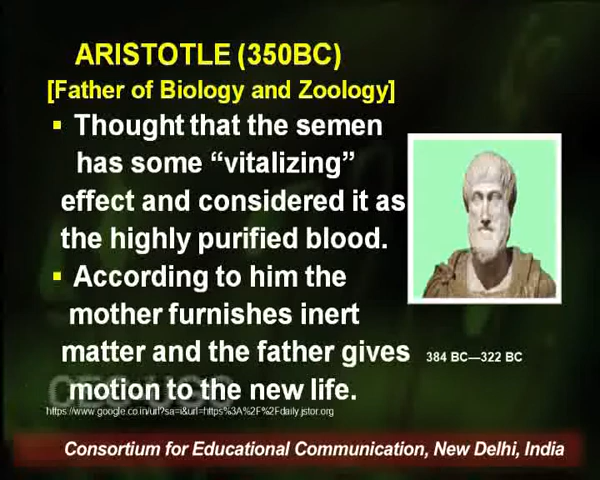 ARISTOTLE (350BC)
[Father of Biology and Zoology]
▪ Thought that the semen
has some “vitalizing”
effect and considered it as
the highly purified blood.
▪ According to him the
mother furnishes inert
matter and the father gives
384 BC—322 BC
motion to the new life.
CEC-UGC
https://www.google.co.in/url?sa=i&url=https%3A%2F%2Fdaily.jstor.org
Consortium for Educational Communication, New Delhi, India